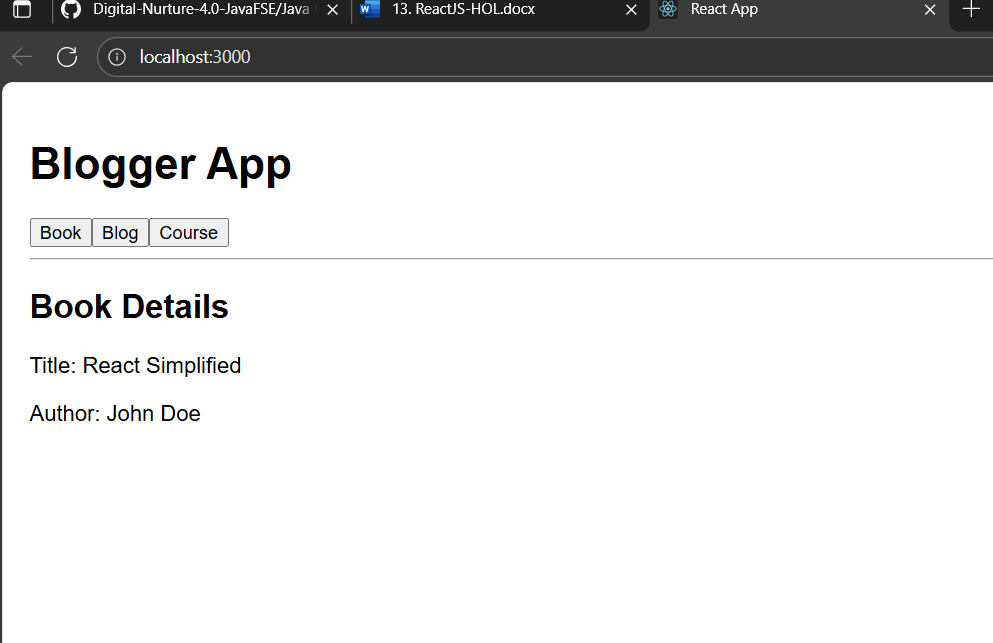 Digital-Nurture-4.0-JavaFSE/Java
13. ReactJS-HOL.docx
React App
localhost:3000
Blogger App
Book Blog Course
Book Details
Title: React Simplified
Author: John Doe